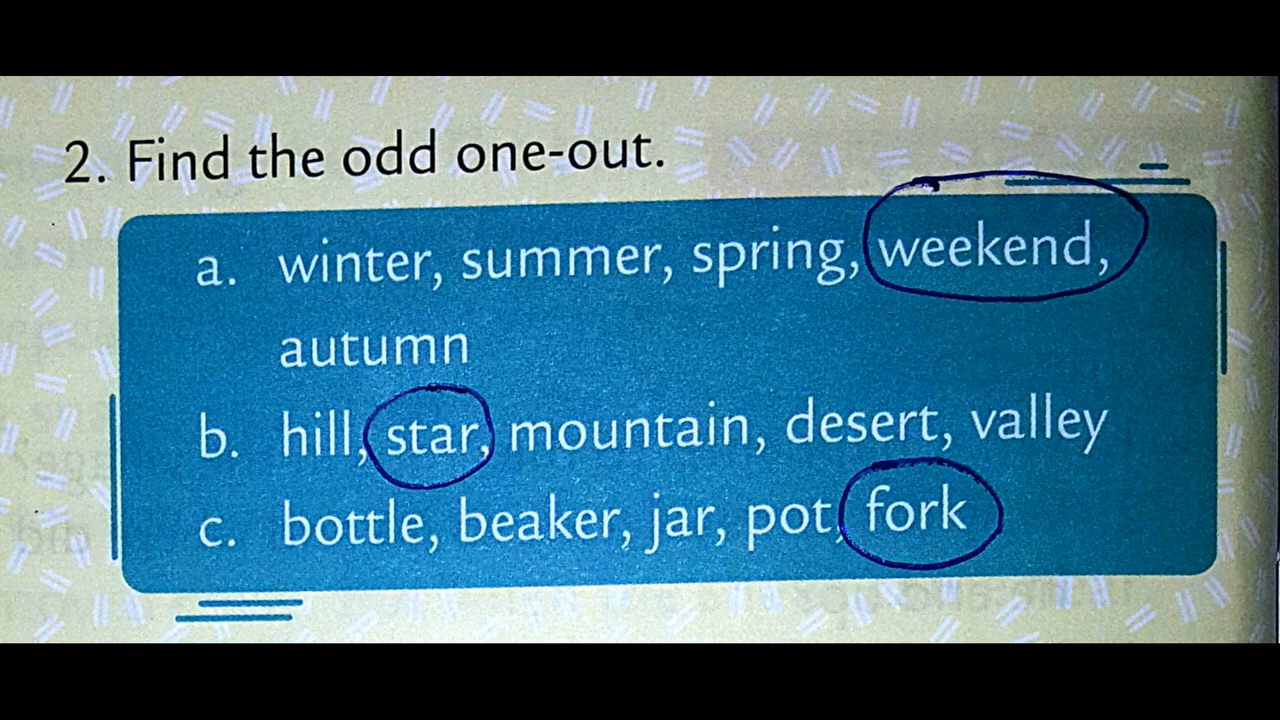 2. Find the odd one-out.
a. winter, summer, spring, weekend,
autumn
b. hill, star, mountain, desert, valley
c. bottle, beaker, jar, pot, fork